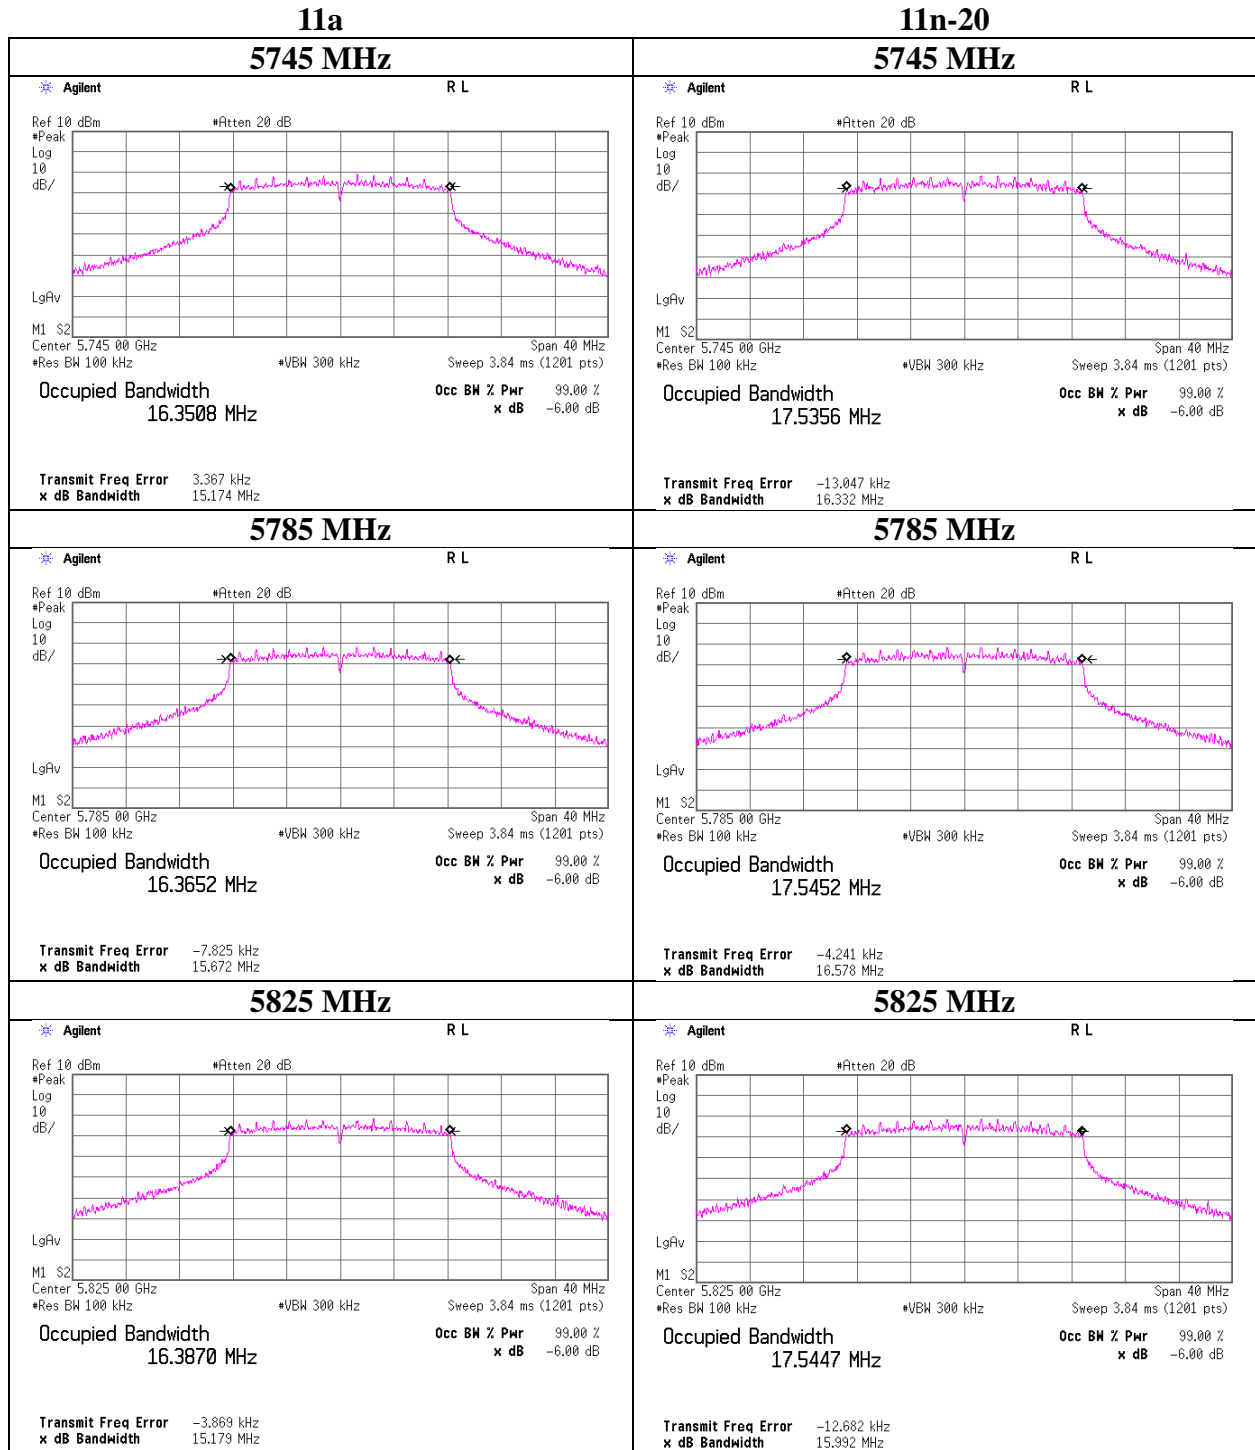 11a
5745 MHz
Agilent R L
Ref 10 dBm #Atten 20 dB
#Peak
Log
10
dB/
LgAv
M1 S2
Center 5.745 00 GHz Span 40 MHz
#Res BW 100 kHz #VBW 300 kHz Sweep 3.84 ms (1201 pts)
Occupied Bandwidth Occ BW % Pwr 99.00 %
16.3508 MHz x dB -6.00 dB
Transmit Freq Error 3.367 kHz
x dB Bandwidth 15.174 MHz
5785 MHz
Agilent R L
Ref 10 dBm #Atten 20 dB
#Peak
Log
10
dB/
LgAv
M1 S2
Center 5.785 00 GHz Span 40 MHz
#Res BW 100 kHz #VBW 300 kHz Sweep 3.84 ms (1201 pts)
Occupied Bandwidth Occ BW % Pwr 99.00 %
16.3652 MHz x dB -6.00 dB
Transmit Freq Error -7.825 kHz
x dB Bandwidth 15.672 MHz
5825 MHz
Agilent R L
Ref 10 dBm #Atten 20 dB
#Peak
Log
10
dB/
LgAv
M1 S2
Center 5.825 00 GHz Span 40 MHz
#Res BW 100 kHz #VBW 300 kHz Sweep 3.84 ms (1201 pts)
Occupied Bandwidth Occ BW % Pwr 99.00 %
16.3870 MHz x dB -6.00 dB
Transmit Freq Error -3.869 kHz
x dB Bandwidth 15.179 MHz
11n-20
5745 MHz
Agilent R L
Ref 10 dBm #Atten 20 dB
#Peak
Log
10
dB/
LgAv
M1 S2
Center 5.745 00 GHz Span 40 MHz
#Res BW 100 kHz #VBW 300 kHz Sweep 3.84 ms (1201 pts)
Occupied Bandwidth Occ BW % Pwr 99.00 %
17.5356 MHz x dB -6.00 dB
Transmit Freq Error -13.047 kHz
x dB Bandwidth 16.332 MHz
5785 MHz
Agilent R L
Ref 10 dBm #Atten 20 dB
#Peak
Log
10
dB/
LgAv
M1 S2
Center 5.785 00 GHz Span 40 MHz
#Res BW 100 kHz #VBW 300 kHz Sweep 3.84 ms (1201 pts)
Occupied Bandwidth Occ BW % Pwr 99.00 %
17.5452 MHz x dB -6.00 dB
Transmit Freq Error -4.241 kHz
x dB Bandwidth 16.578 MHz
5825 MHz
Agilent R L
Ref 10 dBm #Atten 20 dB
#Peak
Log
10
dB/
LgAv
M1 S2
Center 5.825 00 GHz Span 40 MHz
#Res BW 100 kHz #VBW 300 kHz Sweep 3.84 ms (1201 pts)
Occupied Bandwidth Occ BW % Pwr 99.00 %
17.5447 MHz x dB -6.00 dB
Transmit Freq Error -12.682 kHz
x dB Bandwidth 15.992 MHz